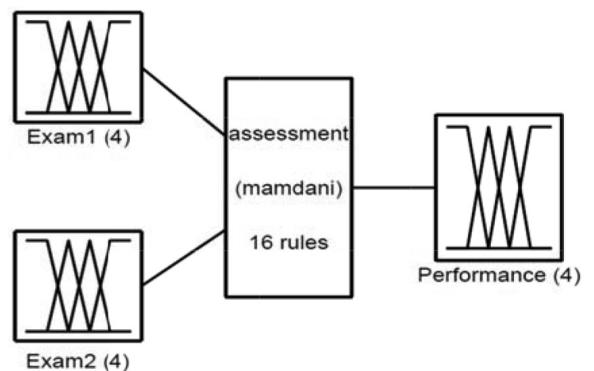 Exam1 (4)
assessment
(mamdani)
16 rules
Performance (4)
Exam2 (4)